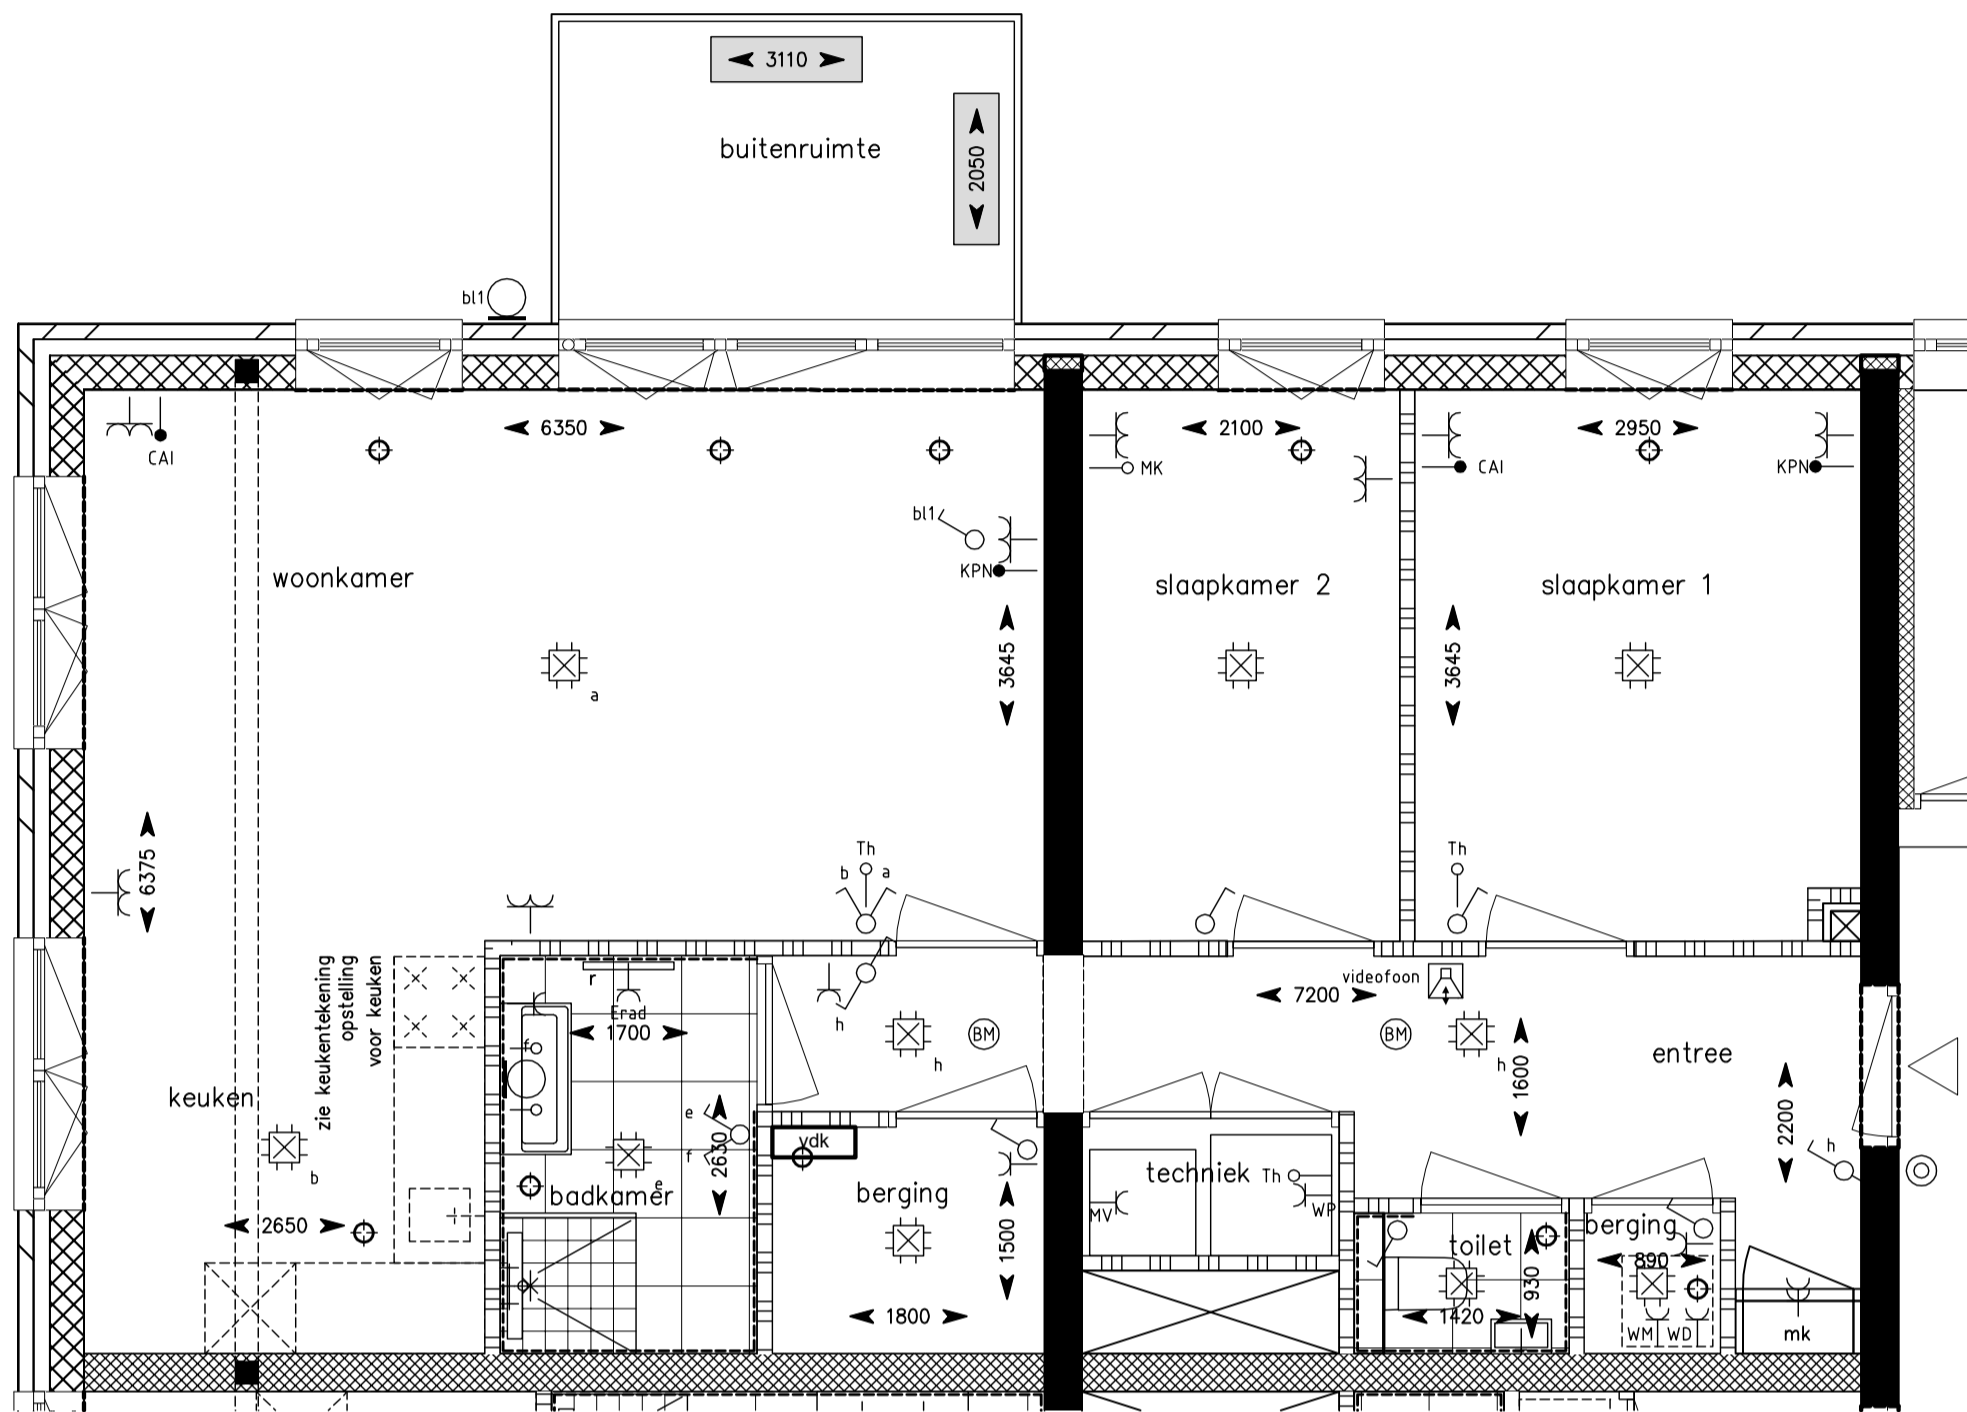 3110
2050
buitenruimte
bl1
6350
2100
2950
CAI
MK
CAI
KPN
bl1
KPN
woonkamer
slaapkamer 2
slaapkamer 1
3645
3645
a
6375
Th
b
a
Th
zie keukentekening
opstelling
voor keuken
r
Erad
1700
h
BM
h
videofoon
7200
BM
h
1600
entree
2200
h
keuken
b
2650
f
e
f
2630
e
badkamer
vdk
berging
1500
1800
techniek
Th
MV
WP
toilet
930
1420
berging
890
WM
WD
mk